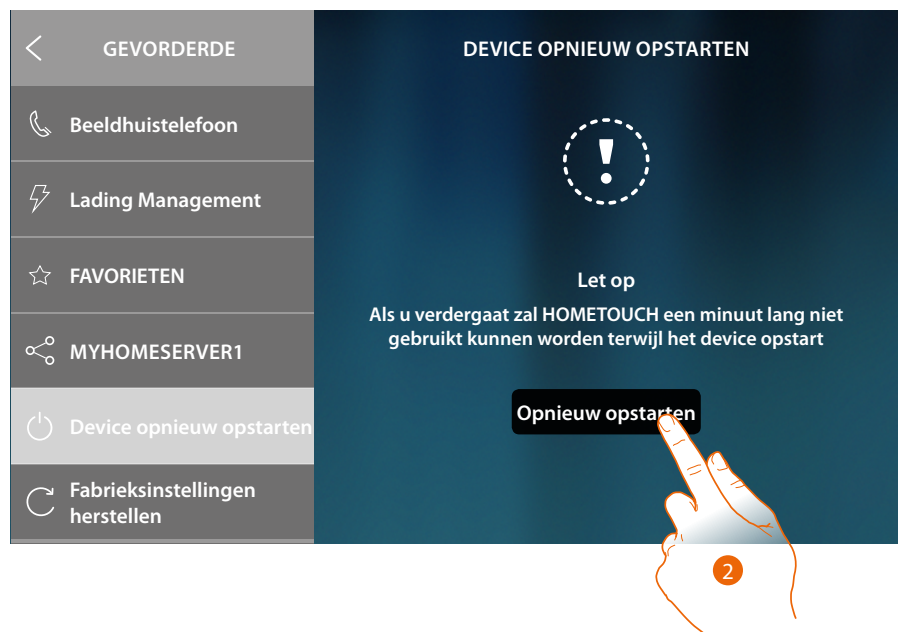 GEVORDERDE
Beeldhuistelefoon
Lading Management
FAVORIETEN
MYHOMESERVER1
Device opnieuw opstarten
Fabrieksinstellingen
herstellen
DEVICE OPNIEUW OPSTARTEN
!
Let op
Als u verdergaat zal HOMETOUCH een minuut lang niet
gebruikt kunnen worden terwijl het device opstart
Opnieuw opstarten
2